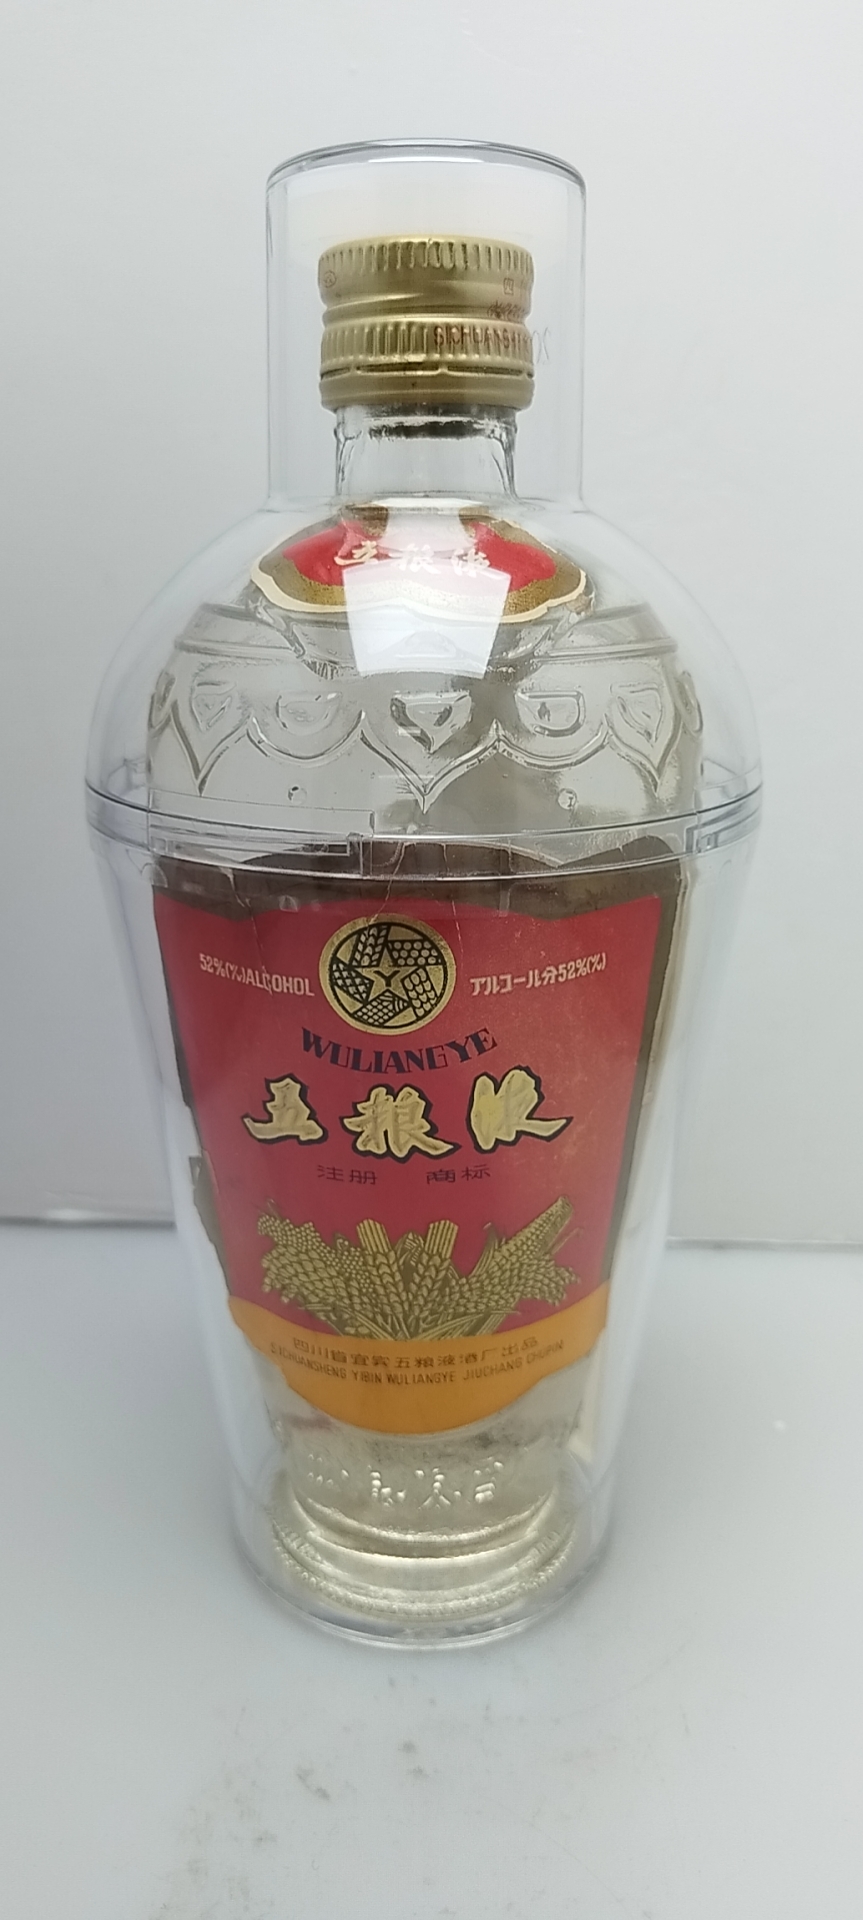 四
SICHUANSHEN
五粮液
52%(%)ALCOHOL
アルコール分52%(%)
Y
WULIANGYE
五粮液
注册 商标
四川省宜宾五粮液酒厂出品
SICHUANSHENG YIBIN WULIANGYE JIUCHANG CHUPIN